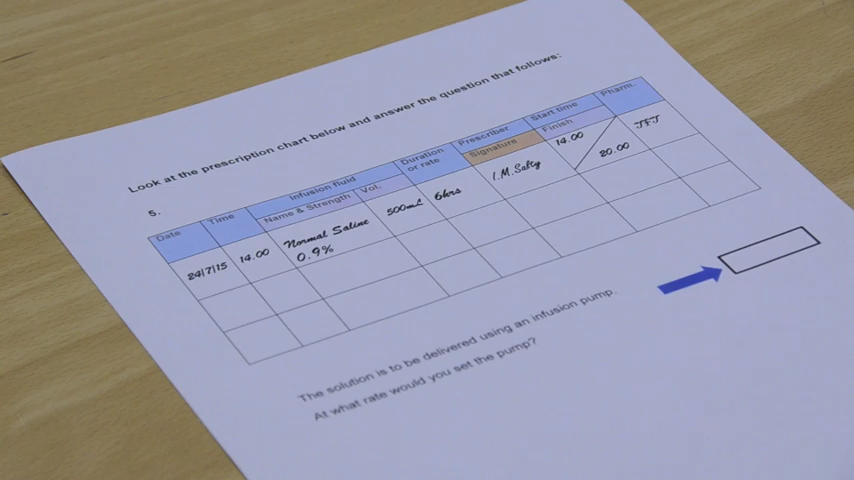 Look at the prescription chart below and answer the question that follows:
5.
Date Time Infusion fluid Duration or rate Prescriber Start time Pharm.
Name & Strength Vol. Signature Finish
24/7/15 14.00 Normal Saline 0.9% 500mL 6hrs I.M.Salty 14.00 20.00 JFJ
The solution is to be delivered using an infusion pump.
At what rate would you set the pump?